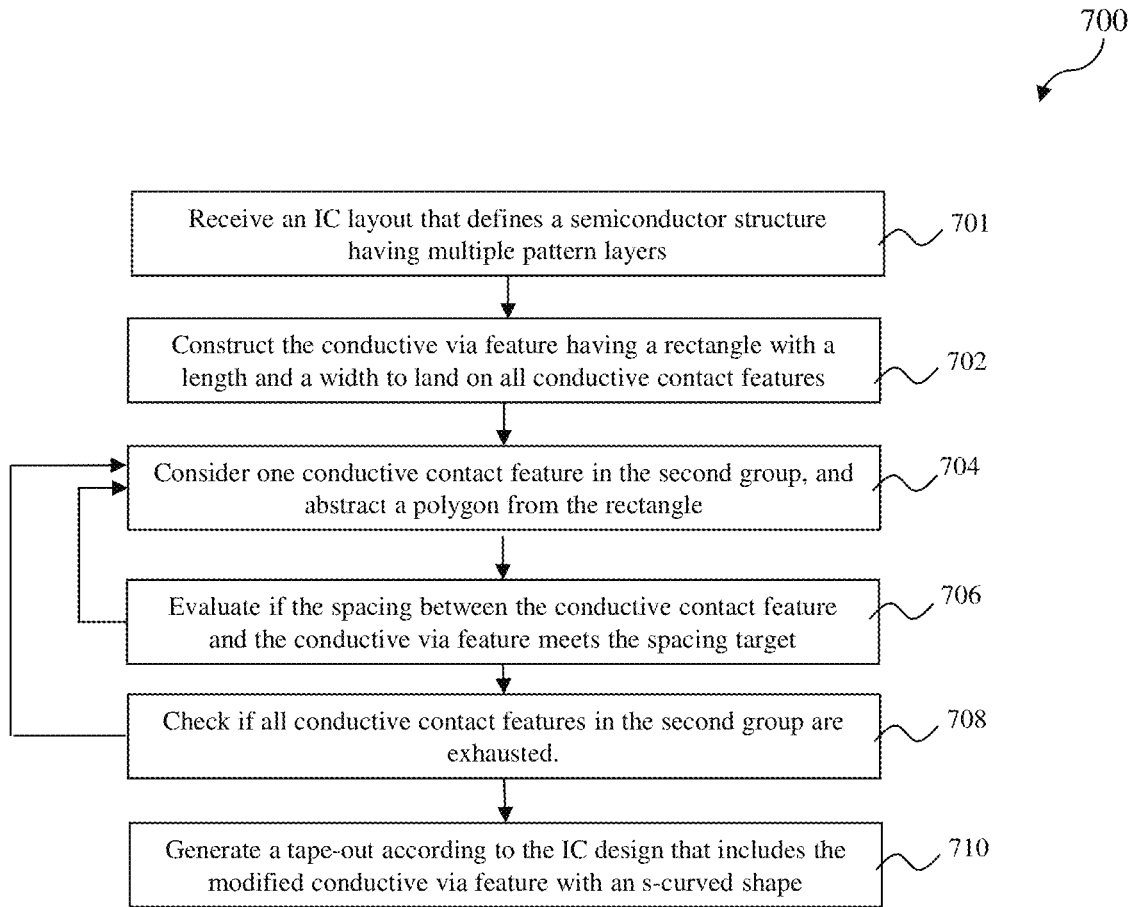 700
Receive an IC layout that defines a semiconductor structure
having multiple pattern layers
701
Construct the conductive via feature having a rectangle with a
length and a width to land on all conductive contact features
702
Consider one conductive contact feature in the second group, and
abstract a polygon from the rectangle
704
Evaluate if the spacing between the conductive contact feature
and the conductive via feature meets the spacing target
706
Check if all conductive contact features in the second group are
exhausted.
708
Generate a tape-out according to the IC design that includes the
modified conductive via feature with an s-curved shape
710